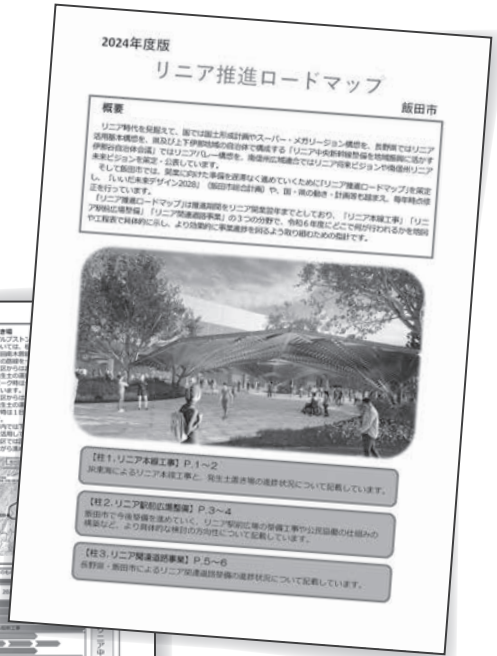 2024年度版
リニア推進ロードマップ
飯田市
概要
リニア時代を見据えて、国では国土形成計画やスーパー・メガリージョン構想を、長野県ではリニア
活用基本構想を、県及び上下伊那地域の自治体で構成する「リニア中央新幹線整備を地域振興に活かす
伊那谷自治体会議」ではリニアバレー構想を、南信州広域連合ではリニア将来ビジョンや南信州リニア
未来ビジョンを策定・公表しています。
そして飯田市では、開業に向けた準備を遅滞なく進めていくために「リニア推進ロードマップ」を策定
し、「いいだ未来デザイン2028」(飯田市総合計画)や、国・県の動き・計画等も踏まえ、毎年時点修
正を行っています。
「リニア推進ロードマップ」は推進期間をリニア開業翌年までとしており、「リニア本線工事」「リニ
ア駅前広場整備」「リニア関連道路事業」の3つの分野で、令和6年度にどこで何が行われるかを地図
や工程表で具体的に示し、より効果的に事業進捗を図るよう取り組むための指針です。
【柱1.リニア本線工事】P.1~2
JR東海によるリニア本線工事と、発生土置き場の進捗状況について記載しています。
【柱2.リニア駅前広場整備】P.3~4
飯田市で今後整備を進めていく、リニア駅前広場の整備工事や公民協働の仕組みの
構築など、より具体的な検討の方向性について記載しています。
【柱3.リニア関連道路事業】P.5~6
長野県・飯田市によるリニア関連道路整備の進捗状況について記載しています。